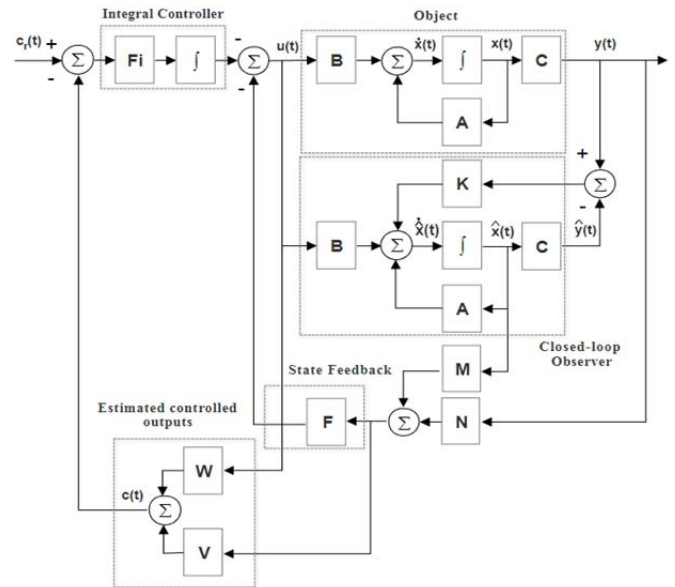 Integral Controller
Object
cr(t) + Σ Fi ∫ - Σ u(t) B Σ ẋ(t) ∫ x(t) C y(t)
- -
A
K +
Σ
-
B Σ x̂̇(t) ∫ x̂(t) C ŷ(t)
A
Closed-loop
Observer
M
State Feedback
F Σ N
Estimated controlled
outputs
W
c(t) Σ
V